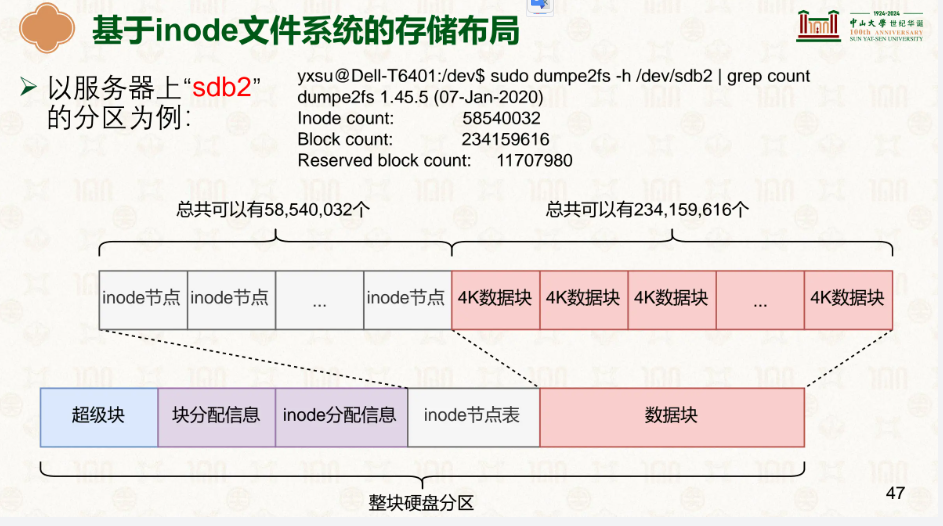 基于inode文件系统的存储布局
1924-2024
中山大學 世纪华诞
100th ANNIVERSARY
SUN YAT-SEN UNIVERSITY
➢ 以服务器上“sdb2”
的分区为例：
yxsu@Dell-T6401:/dev$ sudo dumpe2fs -h /dev/sdb2 | grep count
dumpe2fs 1.45.5 (07-Jan-2020)
Inode count: 58540032
Block count: 234159616
Reserved block count: 11707980
总共可以有58,540,032个 总共可以有234,159,616个
inode节点 inode节点 ... inode节点 4K数据块 4K数据块 4K数据块 ... 4K数据块
超级块 块分配信息 inode分配信息 inode节点表 数据块
整块硬盘分区
47